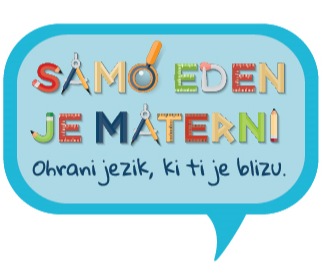 SAMO EDEN
JE MATERNI
Ohrani jezik, ki ti je blizu.